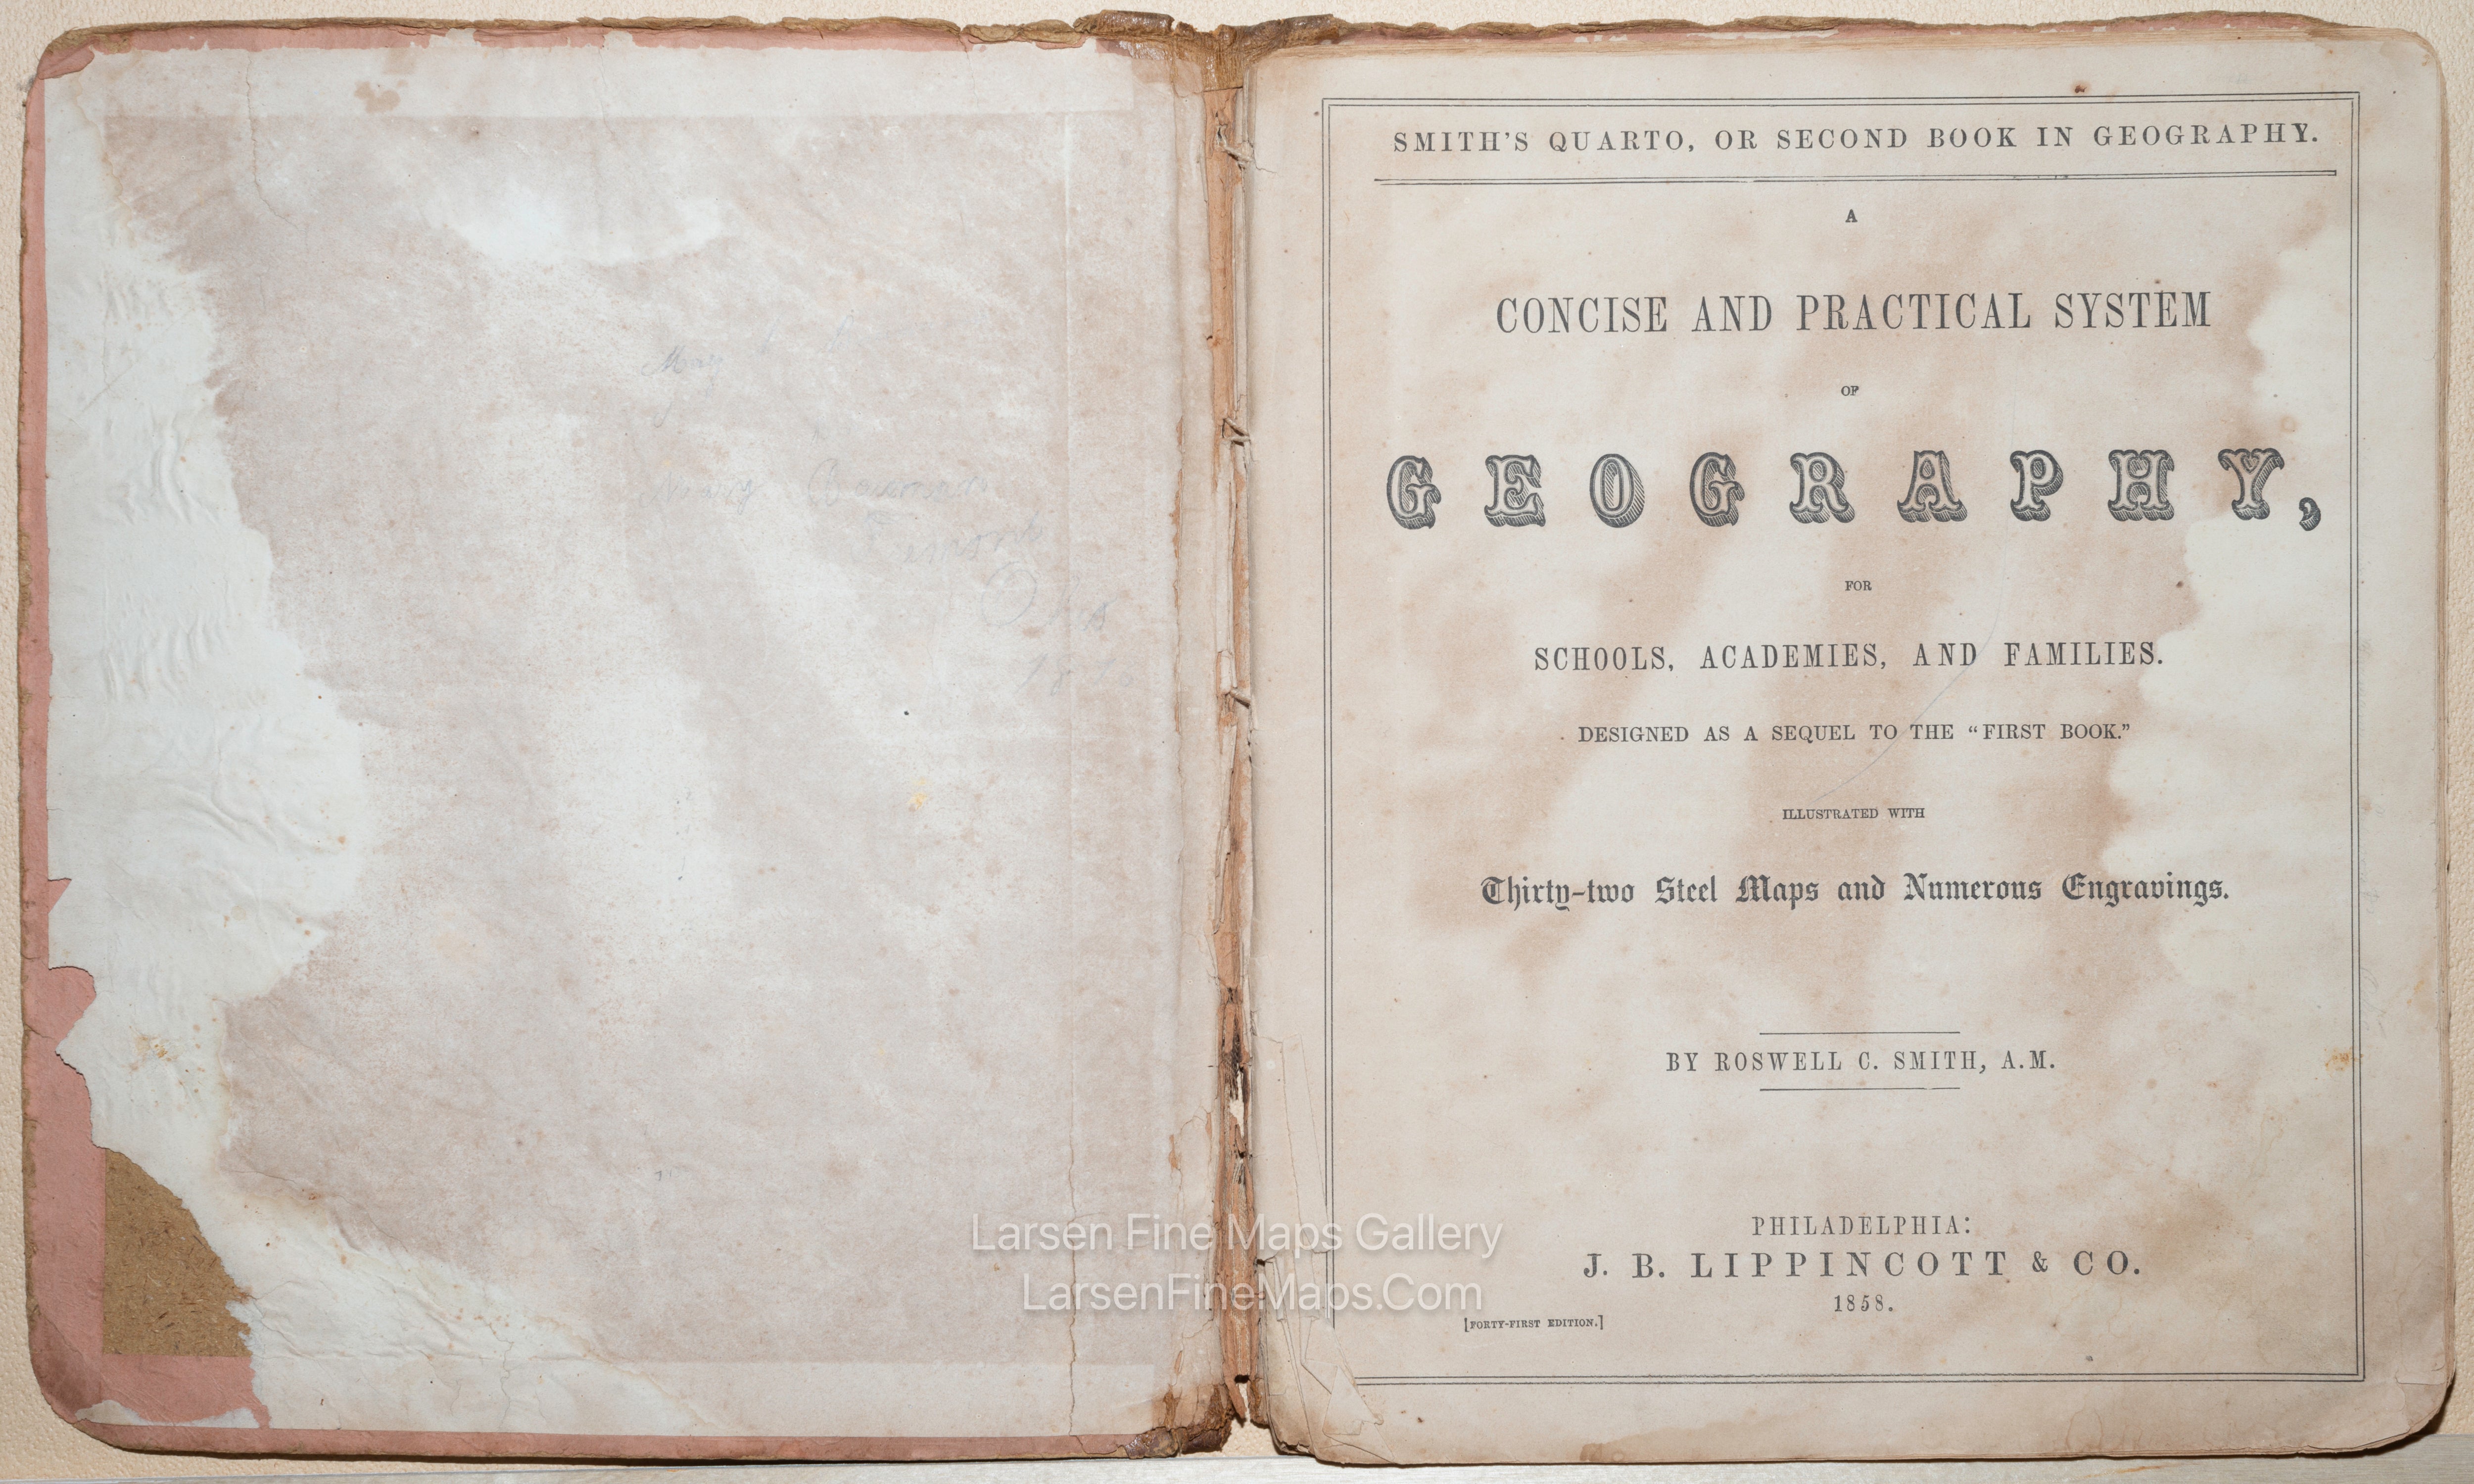 Mary
SMITH'S QUARTO, OR SECOND BOOK IN GEOGRAPHY.
A
CONCISE AND PRACTICAL SYSTEM
OF
GEOGRAPHY,
FOR
SCHOOLS, ACADEMIES, AND FAMILIES.
DESIGNED AS A SEQUEL TO THE “FIRST BOOK.”
ILLUSTRATED WITH
Thirty-two Steel Maps and Numerous Engravings.
BY ROSWELL C. SMITH, A.M.
PHILADELPHIA:
J. B. LIPPINCOTT & CO.
1858.
[FORTY-FIRST EDITION.]
Larsen Fine Maps Gallery
LarsenFineMaps.Com